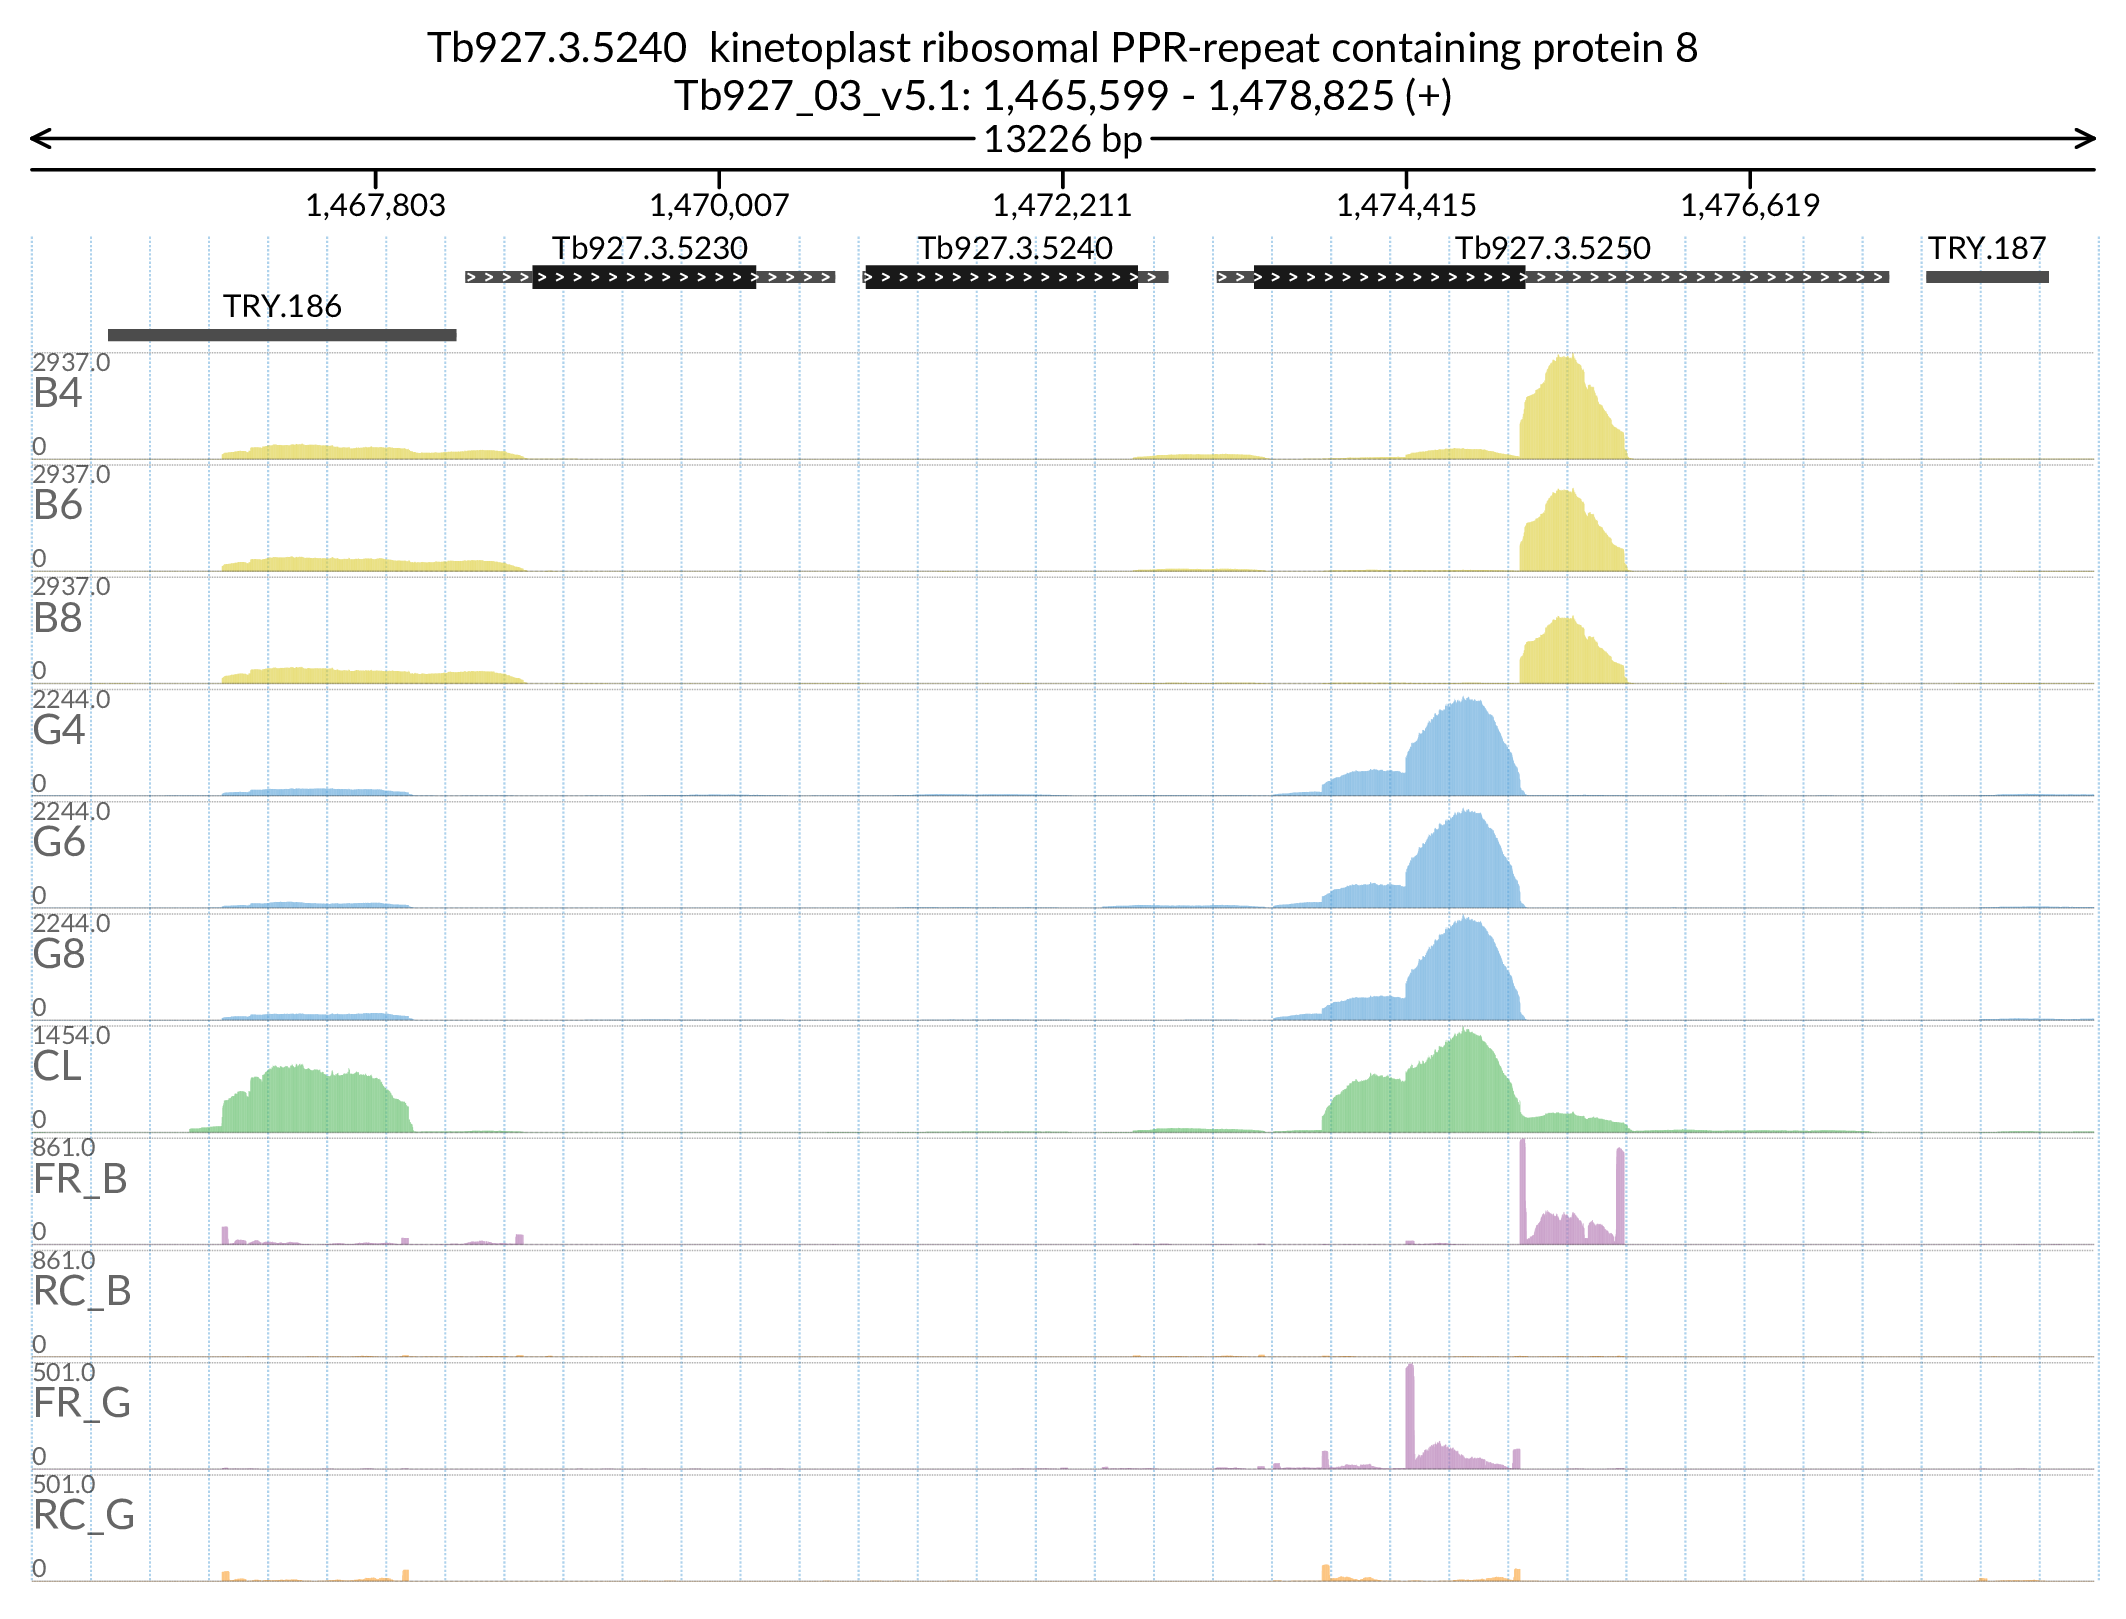 Tb927.3.5240  kinetoplast ribosomal PPR-repeat containing protein 8
Tb927_03_v5.1: 1,465,599 - 1,478,825 (+)
13226 bp
1,467,803 1,470,007 1,472,211 1,474,415 1,476,619
Tb927.3.5230 Tb927.3.5240 Tb927.3.5250 TRY.187
TRY.186
2937.0
B4
0
2937.0
B6
0
2937.0
B8
0
2244.0
G4
0
2244.0
G6
0
2244.0
G8
0
1454.0
CL
0
861.0
FR_B
0
861.0
RC_B
0
501.0
FR_G
0
501.0
RC_G
0